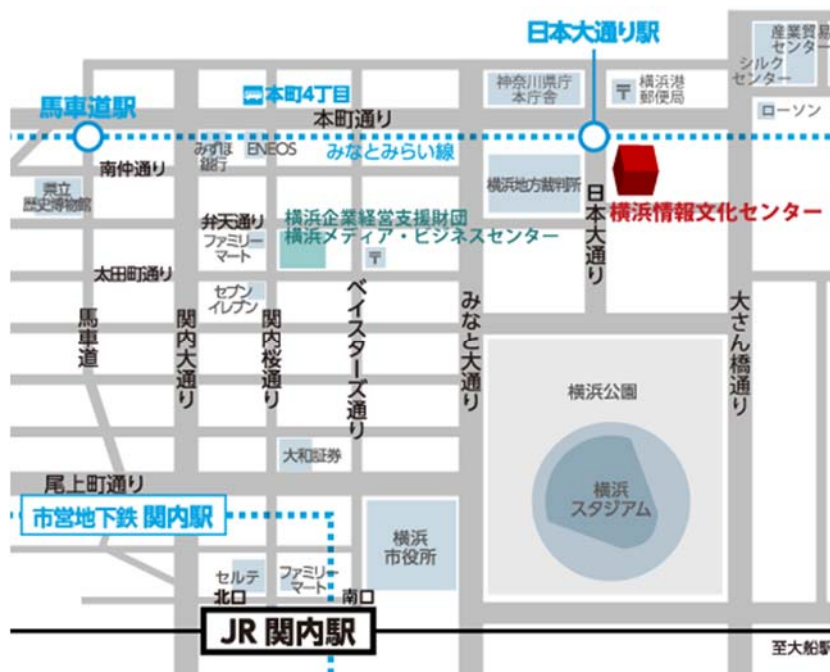 日本大通り駅
産業貿易
センター
シルク
センター
神奈川県庁
本庁舎
〒
横浜港
郵便局
本町4丁目
馬車道駅
本町通り
ローソン
みずほ
銀行
ENEOS
みなとみらい線
南仲通り
県立
歴史博物館
横浜地方裁判所
日本大通り
横浜情報文化センター
弁天通り
ファミリー
マート
横浜企業経営支援財団
横浜メディア・ビジネスセンター
〒
太田町通り
セブン
イレブン
馬車道
関内大通り
関内桜通り
ベイスターズ通り
みなと大通り
大さん橋通り
横浜公園
横浜
スタジアム
大和証券
尾上町通り
市営地下鉄 関内駅
横浜
市役所
セルテ
ファミリー
マート
北口
南口
JR 関内駅
至大船駅